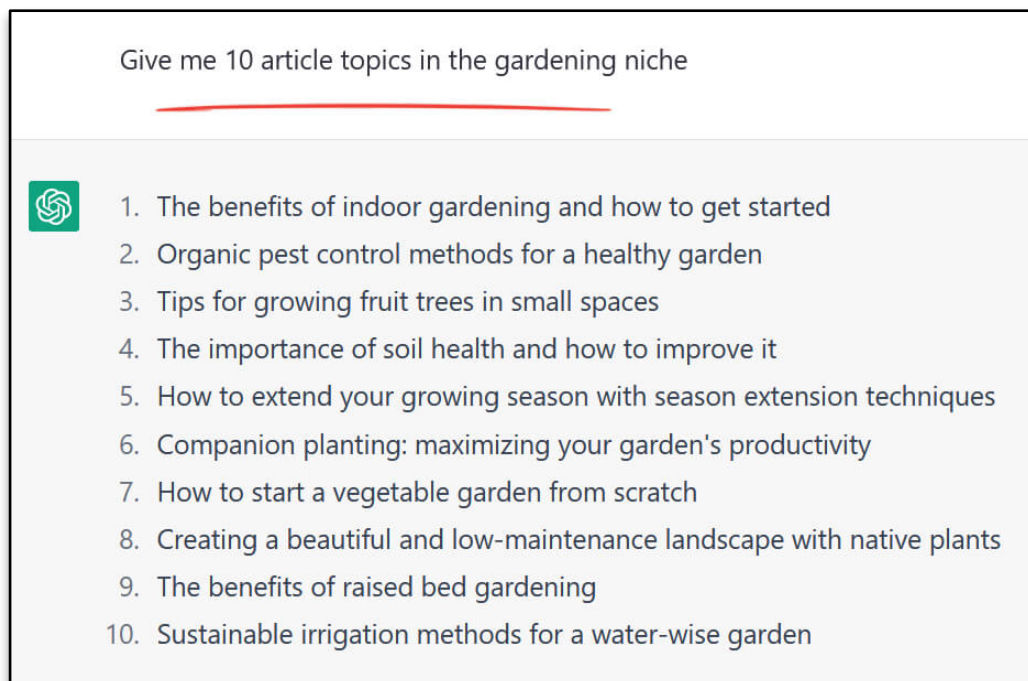 Give me 10 article topics in the gardening niche
1. The benefits of indoor gardening and how to get started
2. Organic pest control methods for a healthy garden
3. Tips for growing fruit trees in small spaces
4. The importance of soil health and how to improve it
5. How to extend your growing season with season extension techniques
6. Companion planting: maximizing your garden's productivity
7. How to start a vegetable garden from scratch
8. Creating a beautiful and low-maintenance landscape with native plants
9. The benefits of raised bed gardening
10. Sustainable irrigation methods for a water-wise garden